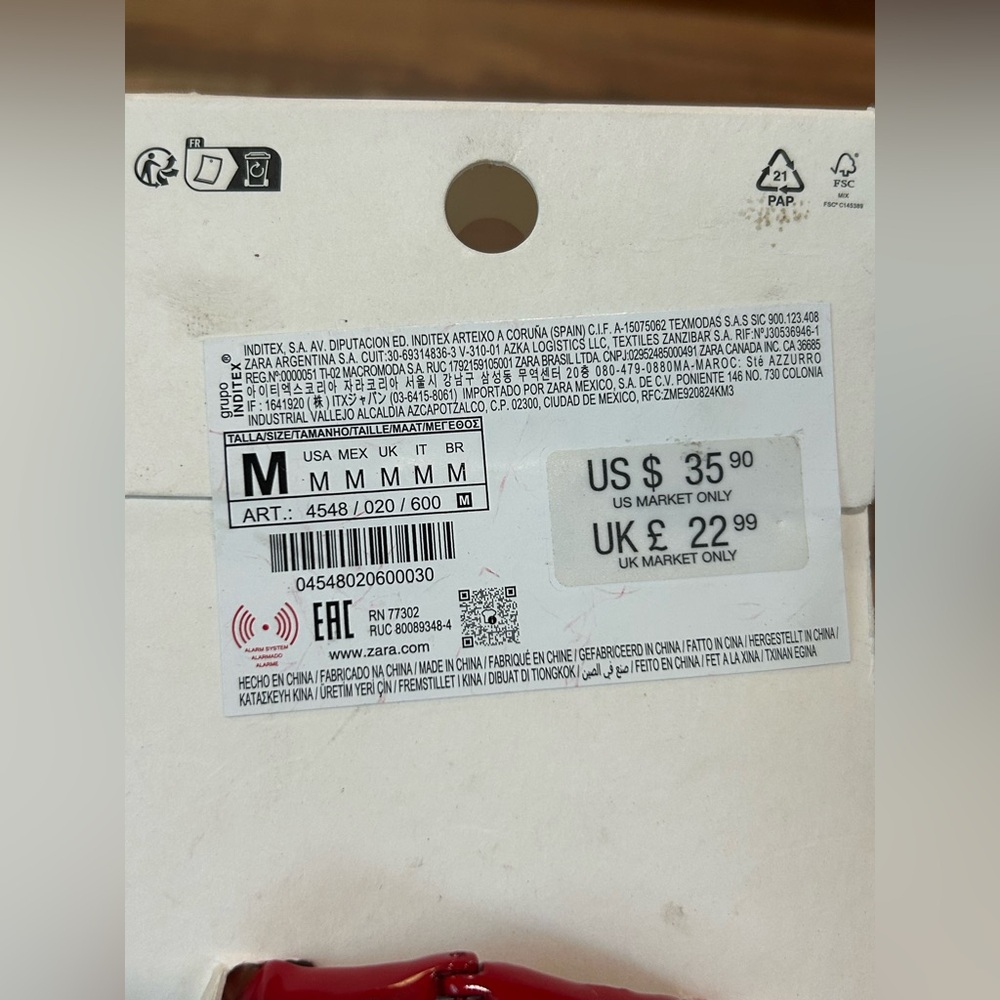 FR
21
PAP
FSC
MIX
FSC® C145389
grupo
INDITEX®
INDITEX, S.A. AV. DIPUTACION ED. INDITEX ARTEIXO A CORUÑA (SPAIN) C.I.F. A-15075062 TEXMODAS S.A.S SIC 900.123.408
ZARA ARGENTINA S.A. CUIT:30-69314836-3 V-310-01 AZKA LOGISTICS LLC, TEXTILES ZANZIBAR S.A. RIF:NºJ30536946-1
REG.Nº0000051 TI-02 MACROMODA S.A. RUC 1792159105001 ZARA BRASIL LTDA. CNPJ:02952485000491 ZARA CANADA INC. CA 36685
아이티엑스코리아 자라코리아 서울시 강남구 삼성동 무역센터 20층 080-479-0880MA-MAROC: Sté AZZURRO
IF : 1641920 ( 株 ) ITXジャパン (03-6415-8061) IMPORTADO POR ZARA MEXICO, S.A. DE C.V. PONIENTE 146 NO. 730 COLONIA
INDUSTRIAL VALLEJO ALCALDIA AZCAPOTZALCO, C.P. 02300, CIUDAD DE MEXICO, RFC:ZME920824KM3
TALLA/SIZE/TAMANHO/TAILLE/MAAT/ΜΕΓΕΘΟΣ
USA MEX UK IT BR
M M M M M M
ART.: 4548 / 020 / 600 M
US $ 35 90
US MARKET ONLY
UK £ 22 99
UK MARKET ONLY
04548020600030
ALARM SYSTEM
ALARMADO
ALARME
EAC
RN 77302
RUC 80089348-4
www.zara.com
HECHO EN CHINA / FABRICADO NA CHINA / MADE IN CHINA / FABRIQUÉ EN CHINE / GEFABRICEERD IN CHINA / FATTO IN CINA / HERGESTELLT IN CHINA /
ΚΑΤΑΣΚΕΥΗ ΚΙΝΑ / ÜRETİM YERİ ÇİN / FREMSTILLET I KINA / DIBUAT DI TIONGKOK / صنع في الصين / FEITO EN CHINA / FET A LA XINA / TXINAN EGINA